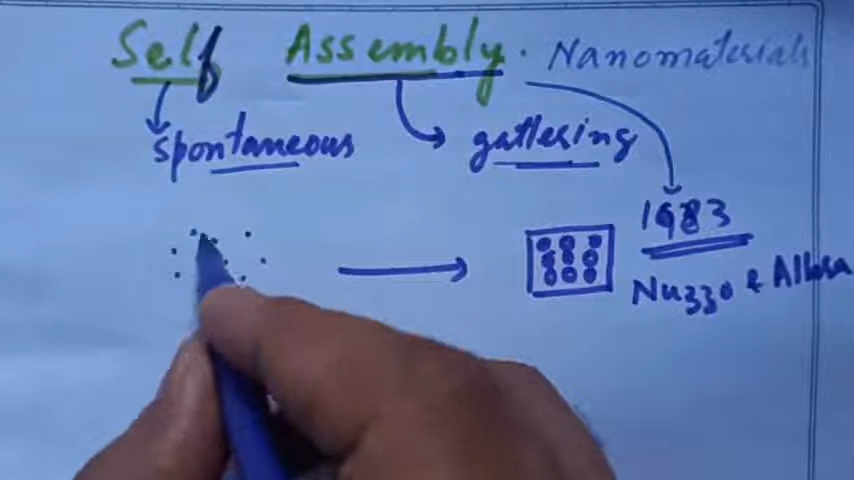 Self Assembly. Nanomaterials
spontaneous gathering
1983
Nuzzo & Allara